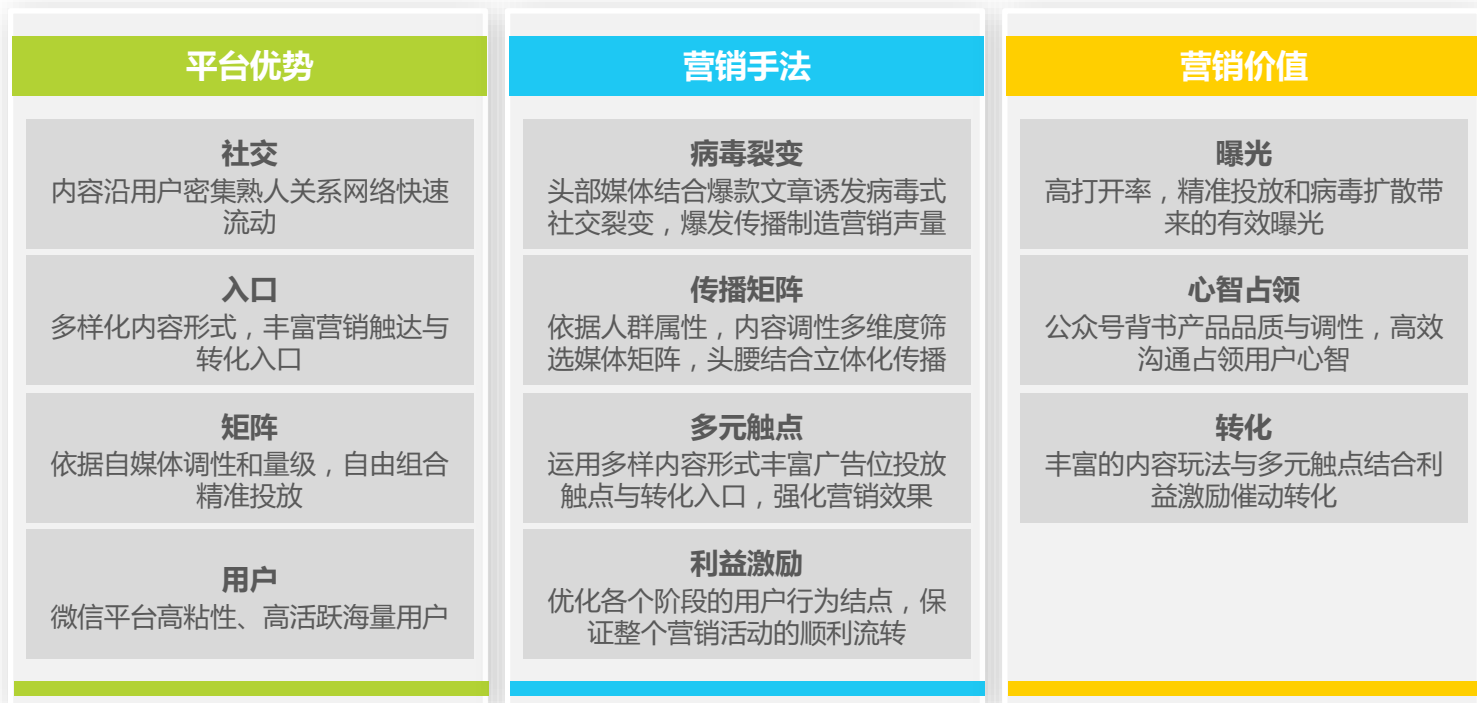 平台优势
社交
内容沿用户密集熟人关系网络快速
流动
入口
多样化内容形式，丰富营销触达与
转化入口
矩阵
依据自媒体调性和量级，自由组合
精准投放
用户
微信平台高粘性、高活跃海量用户
营销手法
病毒裂变
头部媒体结合爆款文章诱发病毒式
社交裂变，爆发传播制造营销声量
传播矩阵
依据人群属性，内容调性多维度筛
选媒体矩阵，头腰结合立体化传播
多元触点
运用多样内容形式丰富广告位投放
触点与转化入口，强化营销效果
利益激励
优化各个阶段的用户行为结点，保
证整个营销活动的顺利流转
营销价值
曝光
高打开率，精准投放和病毒扩散带
来的有效曝光
心智占领
公众号背书产品品质与调性，高效
沟通占领用户心智
转化
丰富的内容玩法与多元触点结合利
益激励催动转化